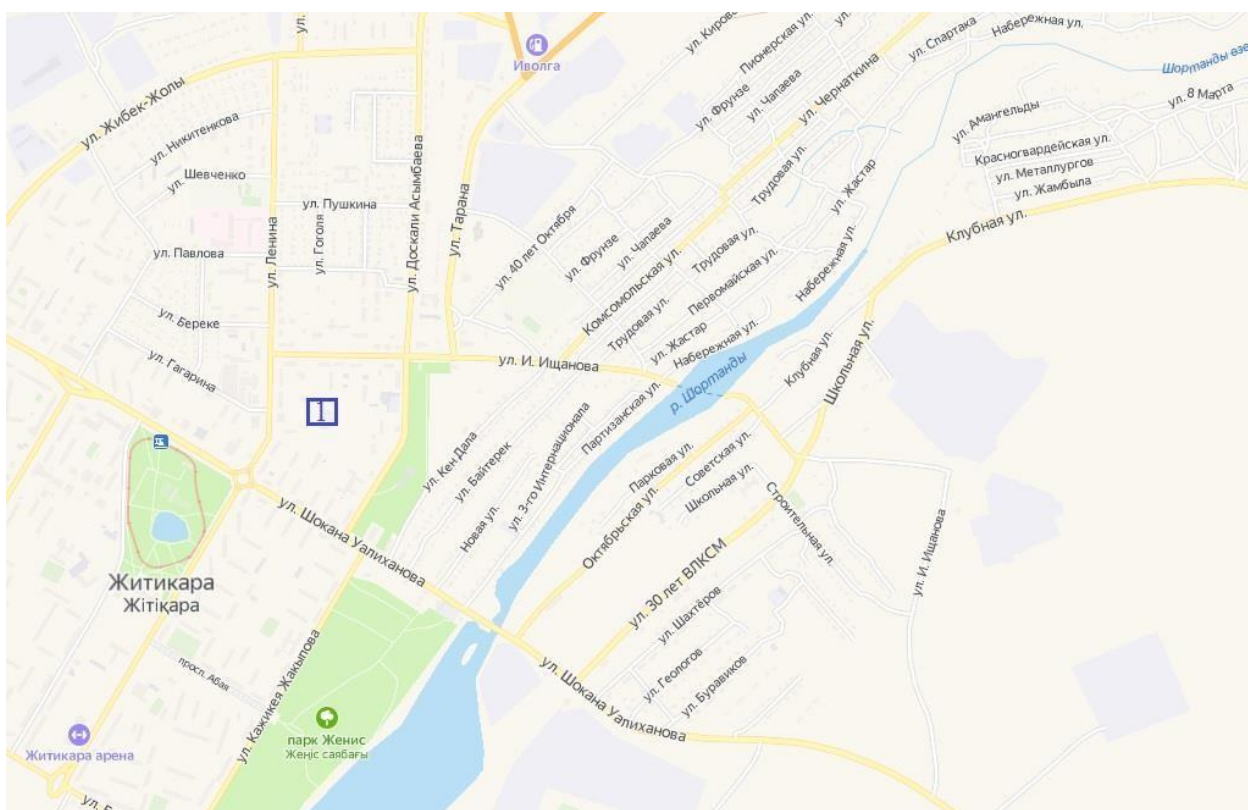 ул.
ул. Кирова
Пионерская ул.
ул.
ул. Спартака
Набережная ул.
Иволга
Шортанды өзе
ул. Жибек-Жолы
ул. Никитенкова
ул. Фрунзе
ул. Чапаева
ул. Чернаткина
ул. Амангельды
ул. 8 Марта
Красногвардейская ул.
ул. Металлургов
ул. Жамбыла
ул. Шевченко
ул. Доскали Асымбаева
ул. Тарана
ул. Пушкина
ул. Гоголя
ул. Ленина
ул. Павлова
ул. 40 лет Октября
ул. Фрунзе
ул. Чапаева
Трудовая ул.
ул. Жастар
Клубная ул.
Трудовая ул.
Первомайская ул.
Набережная ул.
Комсомольская ул.
Трудовая ул.
ул. Береке
ул. Гагарина
ул. И. Ищанова
ул. Жастар
Набережная ул.
р. Шортанды
Клубная ул.
Школьная ул.
1
Партизанская ул.
ул. Кен Дала
ул. Байтерек
Новая ул.
ул. 3-го Интернационала
Парковая ул.
Советская ул.
Школьная ул.
Октябрьская ул.
Строительная ул.
ул. И. Ищанова
ул. Шокана Уалиханова
ул. 30 лет ВЛКСМ
Житикара
Жітіқара
ул. Шахтёров
ул. Геологов
ул. Буравиков
просп. Абая
ул. Кажикея Жакыпова
ул. Шокана Уалиханова
парк Женис
Жеңіс саябағы
Житикара арена
ул.